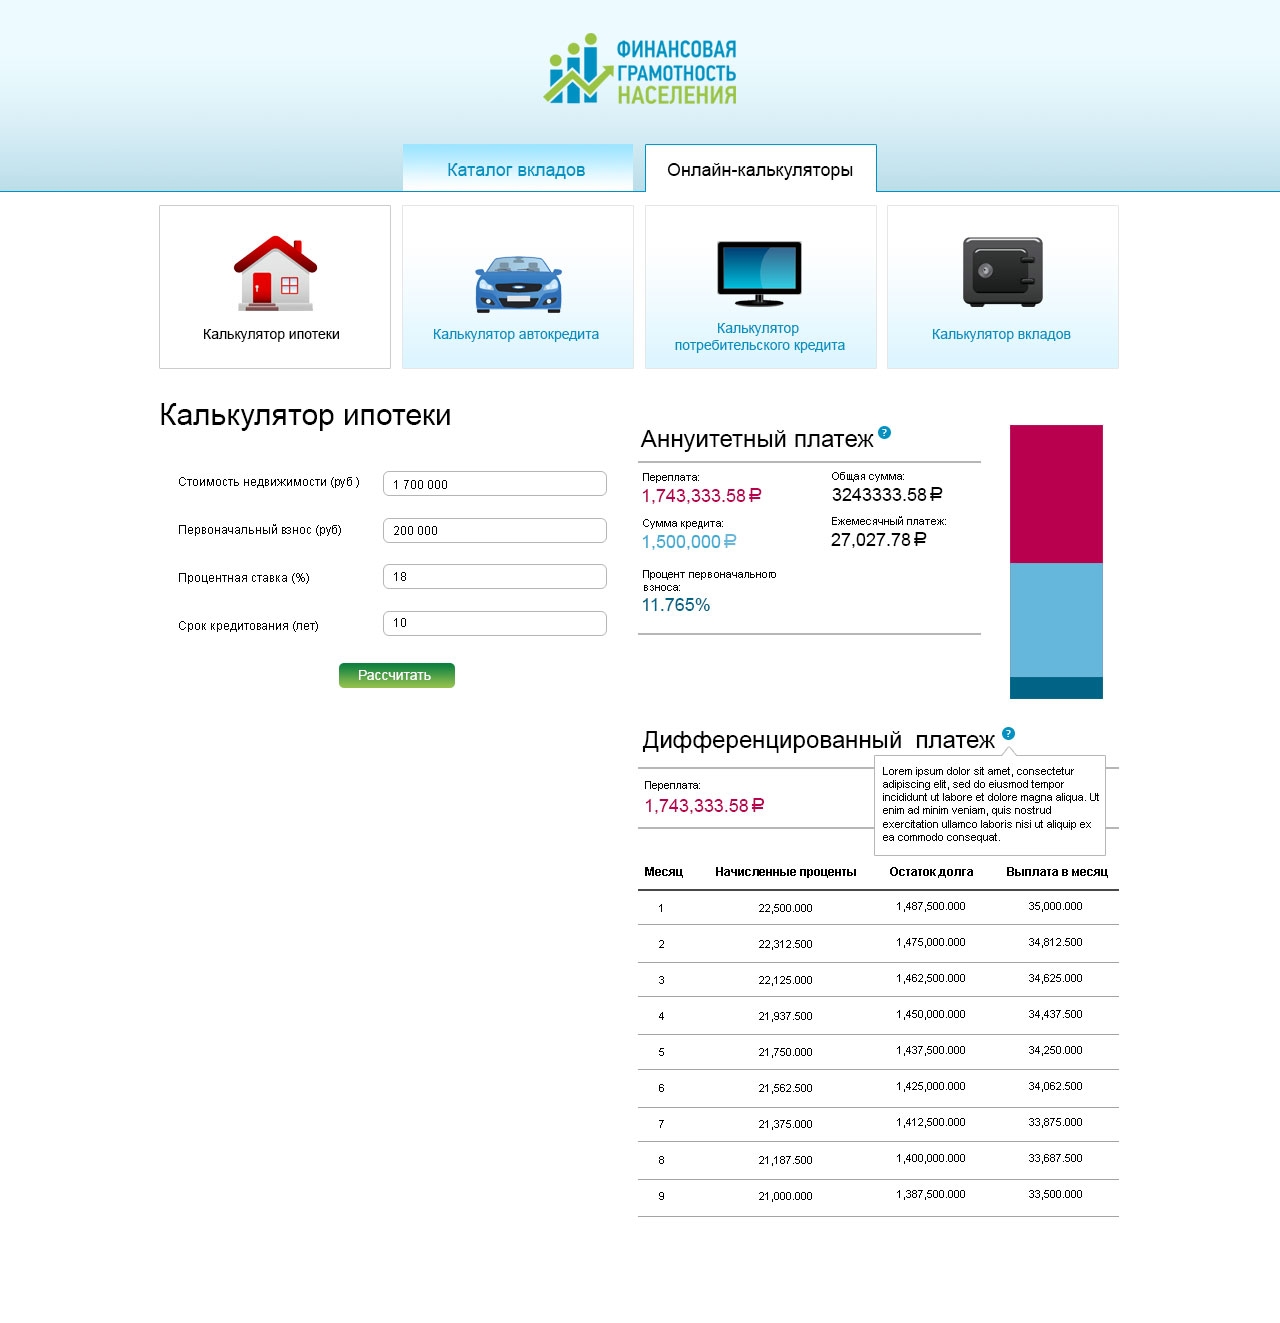 ФИНАНСОВАЯ
ГРАМОТНОСТЬ
НАСЕЛЕНИЯ
Каталог вкладов
Онлайн-калькуляторы
Калькулятор ипотеки
Калькулятор автокредита
Калькулятор
потребительского кредита
Калькулятор вкладов
Калькулятор ипотеки
Стоимость недвижимости (руб )
1 700 000
Первоначальный взнос (руб)
200 000
Процентная ставка (%)
18
Срок кредитования (лет)
10
Рассчитать
Аннуитетный платеж ?
Переплата:
1,743,333.58 ₽
Общая сумма:
3243333.58 ₽
Сумма кредита:
1,500,000 ₽
Ежемесячный платеж:
27,027.78 ₽
Процент первоначального
взноса:
11.765%
Дифференцированный платеж ?
Переплата:
1,743,333.58 ₽
Lorem ipsum dolor sit amet, consectetur
adipiscing elit, sed do eiusmod tempor
incididunt ut labore et dolore magna aliqua. Ut
enim ad minim veniam, quis nostrud
exercitation ullamco laboris nisi ut aliquip ex
ea commodo consequat.
Месяц Начисленные проценты Остаток долга Выплата в месяц
1 22,500.000 1,487,500.000 35,000.000
2 22,312.500 1,475,000.000 34,812.500
3 22,125.000 1,462,500.000 34,625.000
4 21,937.500 1,450,000.000 34,437.500
5 21,750.000 1,437,500.000 34,250.000
6 21,562.500 1,425,000.000 34,062.500
7 21,375.000 1,412,500.000 33,875.000
8 21,187.500 1,400,000.000 33,687.500
9 21,000.000 1,387,500.000 33,500.000